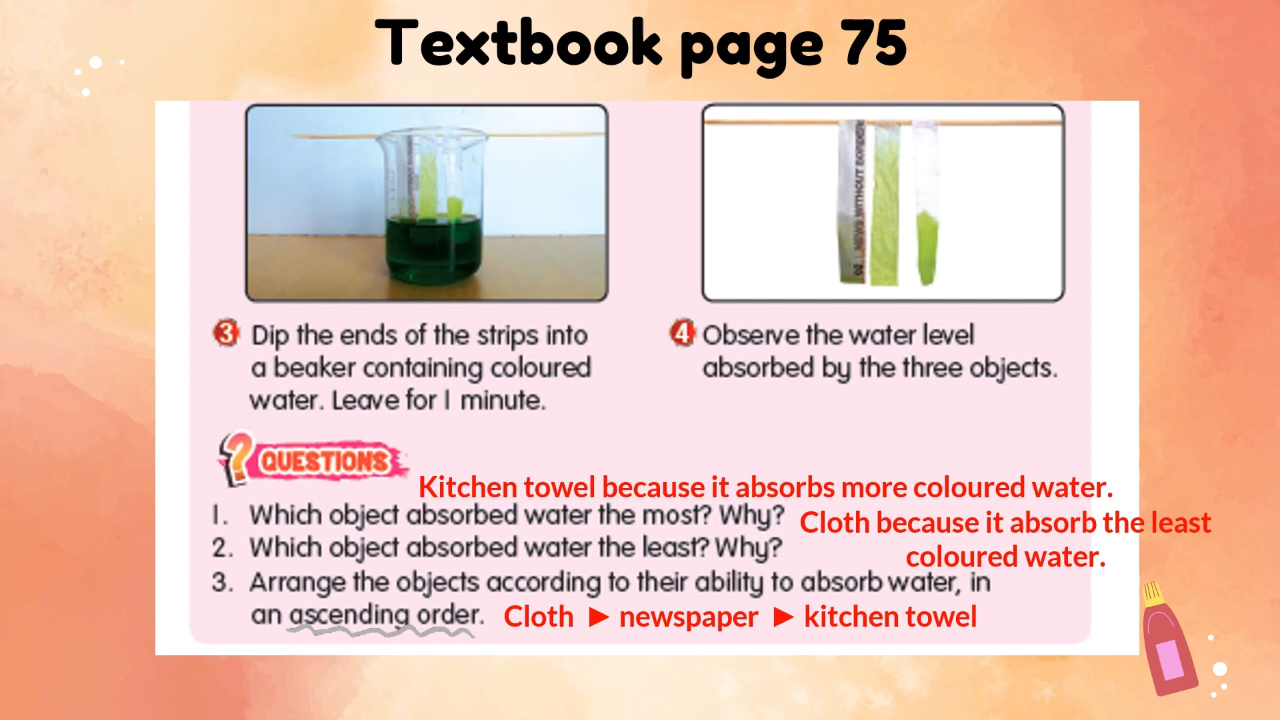 Textbook page 75
3 Dip the ends of the strips into
a beaker containing coloured
water. Leave for 1 minute.
4 Observe the water level
absorbed by the three objects.
? QUESTIONS
Kitchen towel because it absorbs more coloured water.
1. Which object absorbed water the most? Why?
Cloth because it absorb the least
coloured water.
2. Which object absorbed water the least? Why?
3. Arrange the objects according to their ability to absorb water, in
an ascending order.
Cloth ► newspaper ► kitchen towel
NEWS WITHOUT BORDERS